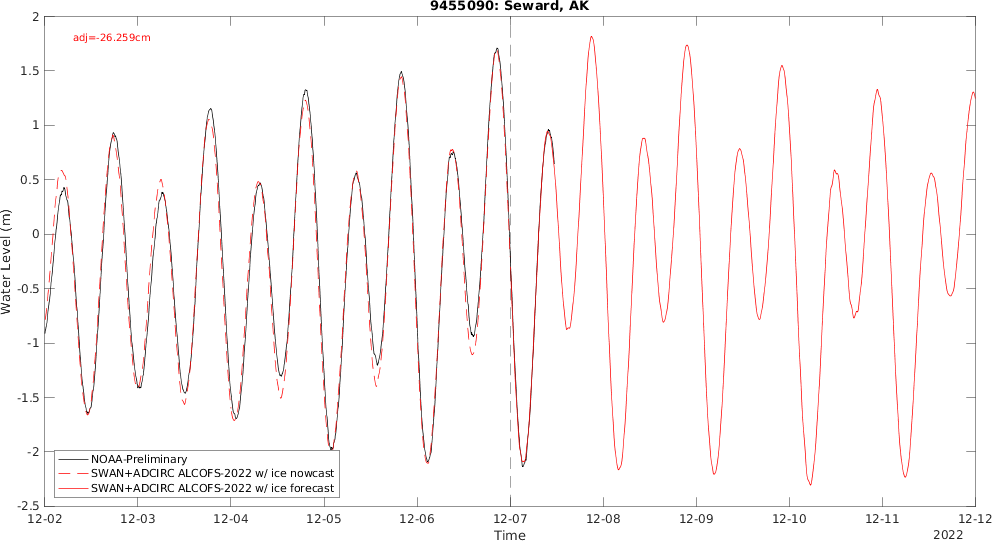 9455090: Seward, AK
adj=-26.259cm
Water Level (m)
2
1.5
1
0.5
0
-0.5
-1
-1.5
-2
-2.5
NOAA-Preliminary
SWAN+ADCIRC ALCOFS-2022 w/ ice nowcast
SWAN+ADCIRC ALCOFS-2022 w/ ice forecast
12-02 12-03 12-04 12-05 12-06 12-07 12-08 12-09 12-10 12-11 12-12
Time
2022